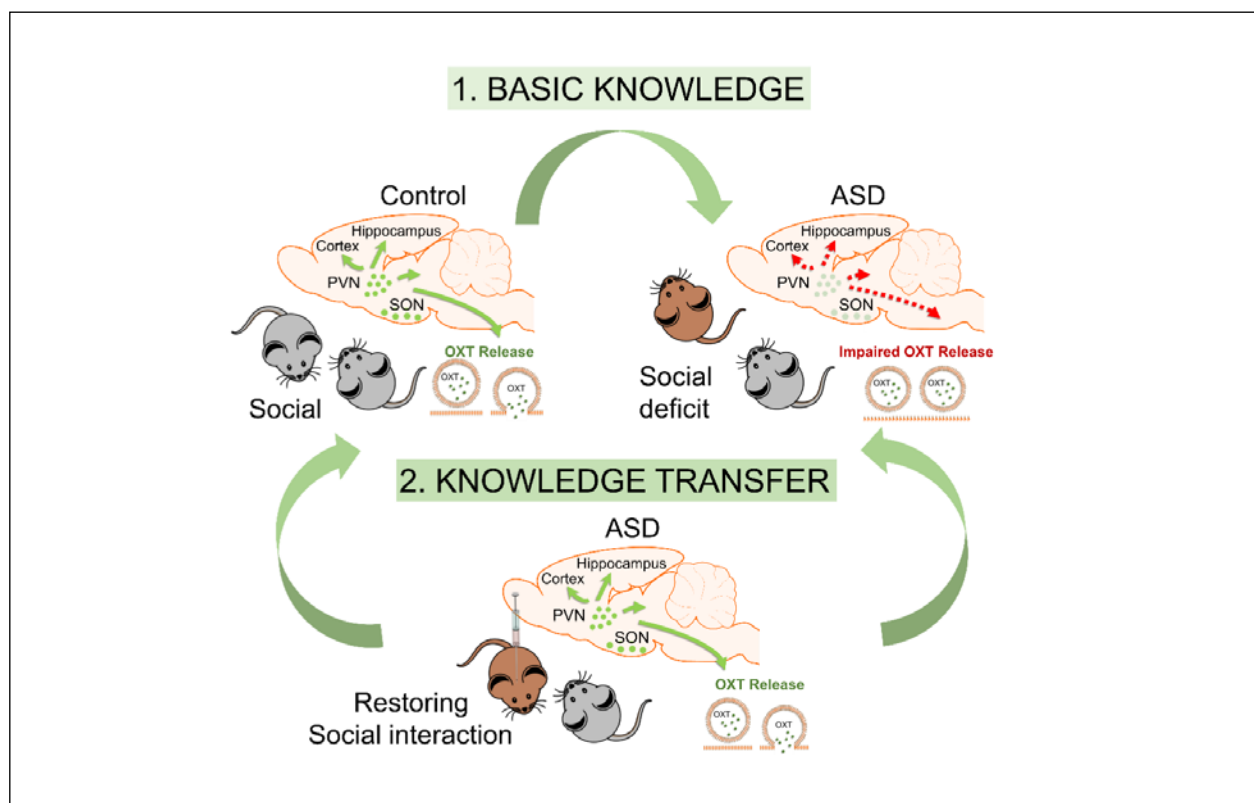 1. BASIC KNOWLEDGE
Control
Hippocampus
Cortex
PVN
SON
OXT Release
OXT
OXT
Social
ASD
Hippocampus
Cortex
PVN
SON
Impaired OXT Release
OXT
OXT
Social
deficit
2. KNOWLEDGE TRANSFER
ASD
Hippocampus
Cortex
PVN
SON
OXT Release
OXT
OXT
Restoring
Social interaction